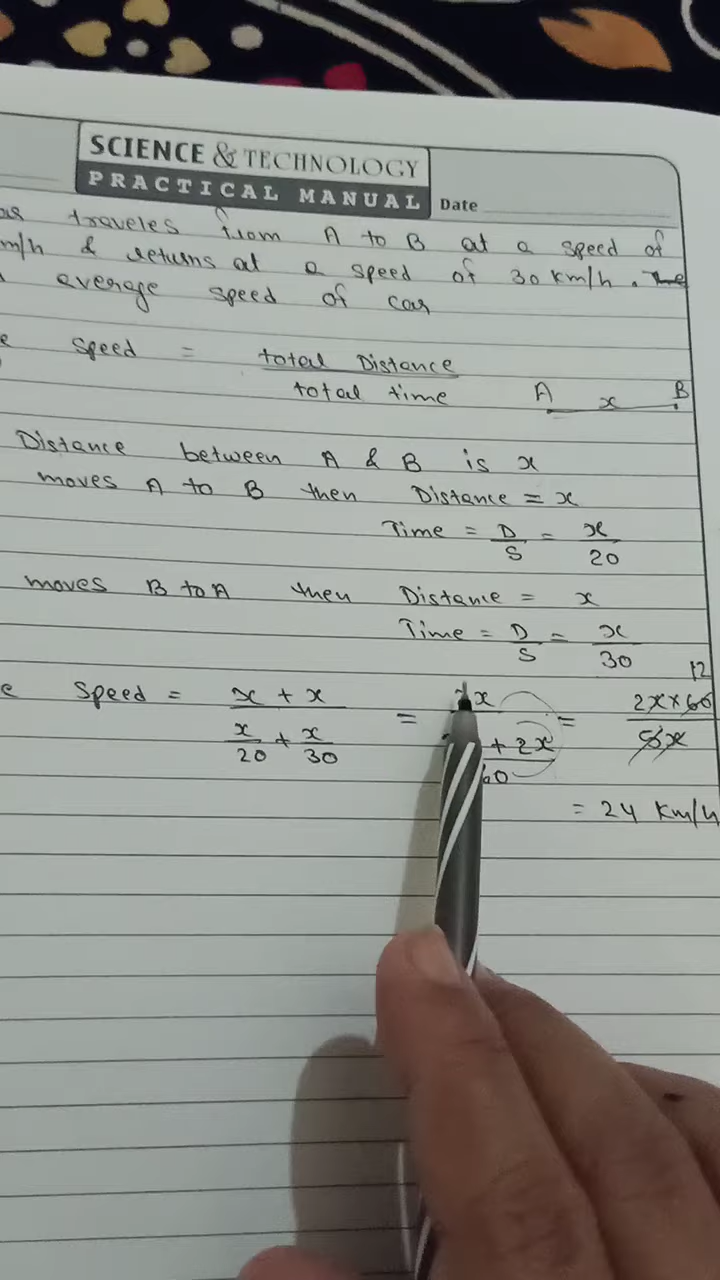 SCIENCE & TECHNOLOGY
PRACTICAL MANUAL Date
traveles from A to B at a speed of
m/h & returns at a speed of 30 km/h. The
average speed of car
e speed = total Distance
total time A x B
Distance between A & B is x
moves A to B then Distance = x
Time = D/S = x/20
moves B to A then Distance = x
Time = D/S = x/30
e Speed = x + x / x/20 + x/30 = x / + 2x / 60 = 2x × 60 / 5x 12
= 24 Km/h